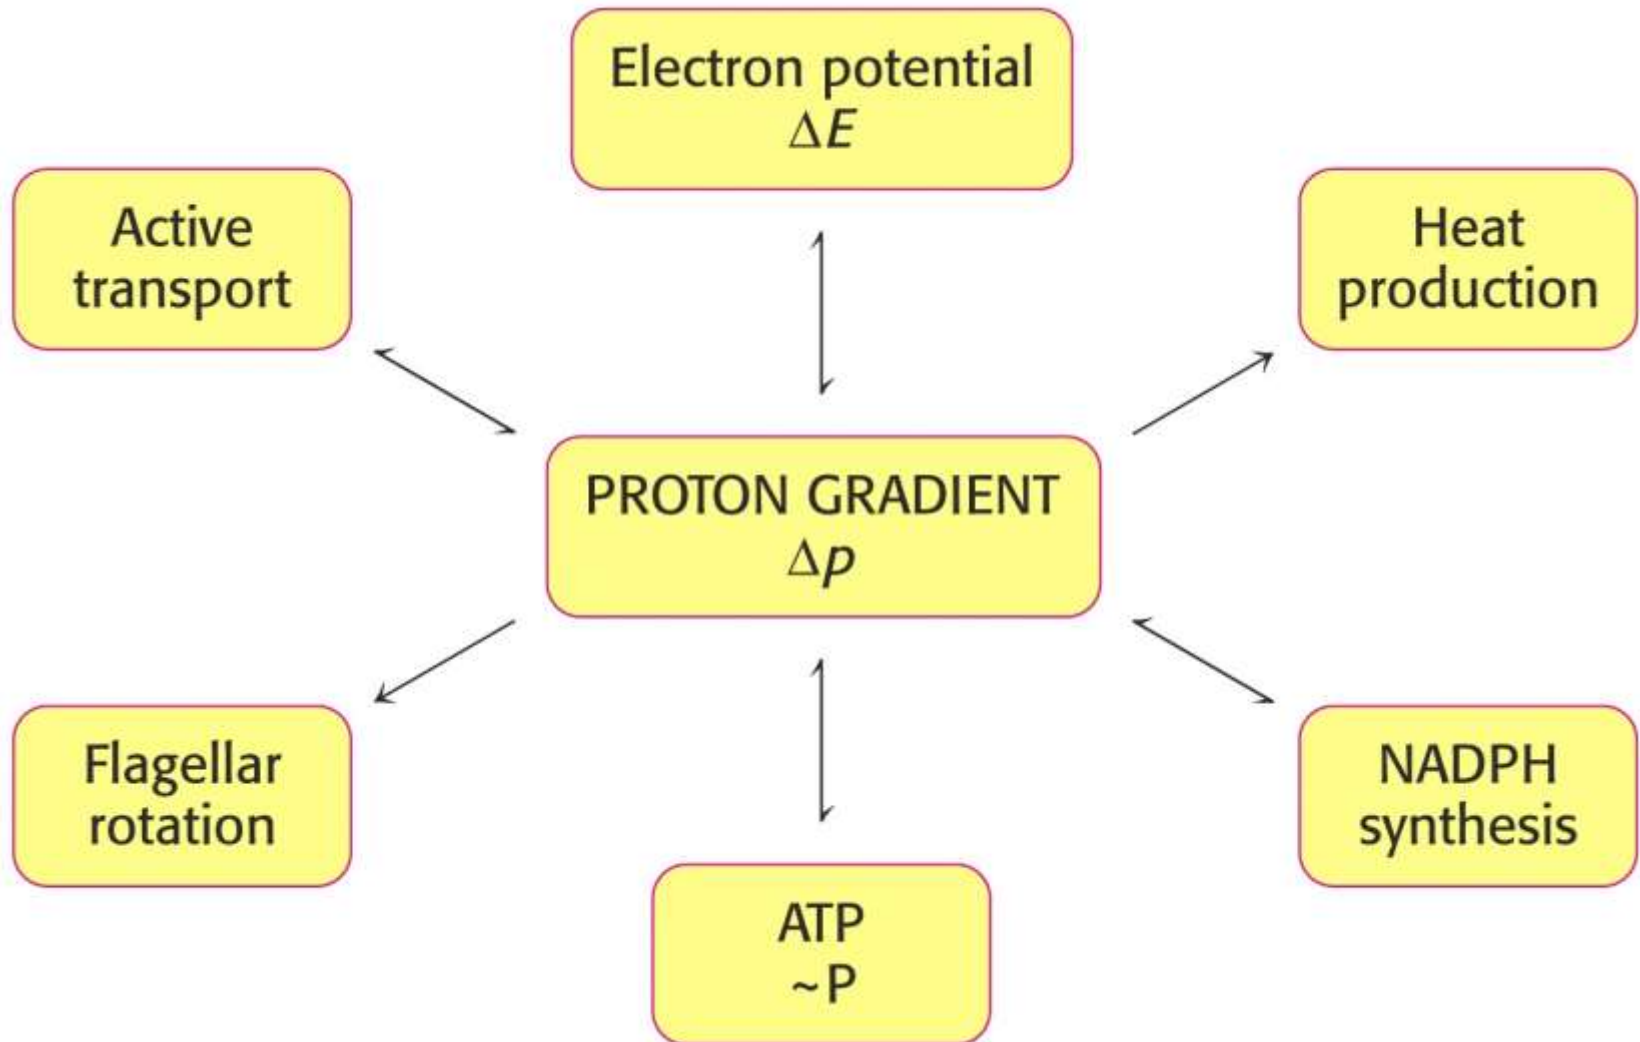 Electron potential
ΔE
Active
transport
Heat
production
PROTON GRADIENT
Δp
Flagellar
rotation
NADPH
synthesis
ATP
~P